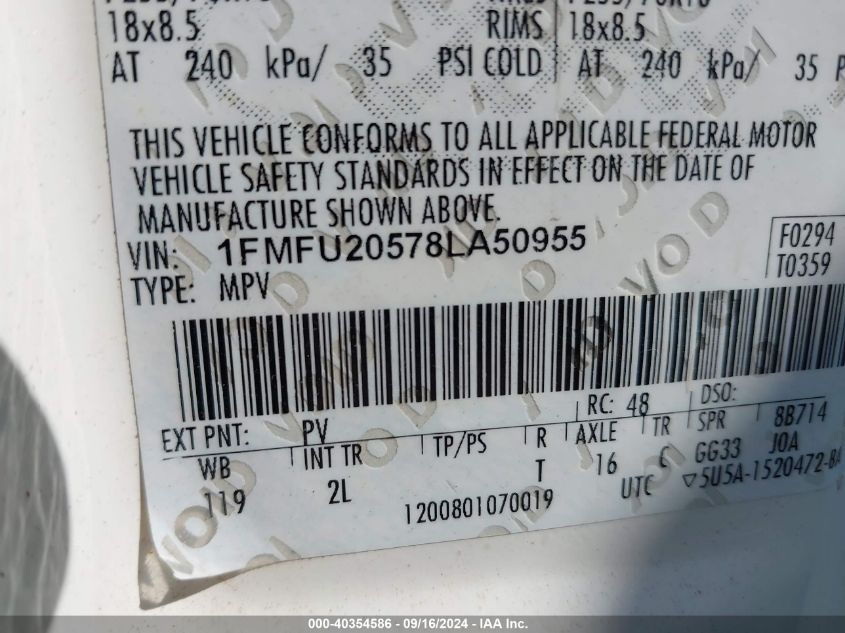 18x8.5 RIMS 18x8.5
AT 240 kPa/ 35 PSI COLD AT 240 kPa/ 35
THIS VEHICLE CONFORMS TO ALL APPLICABLE FEDERAL MOTOR
VEHICLE SAFETY STANDARDS IN EFFECT ON THE DATE OF
MANUFACTURE SHOWN ABOVE.
VIN: 1FMFU20578LA50955 F0294
TYPE: MPV T0359
EXT PNT: PV RC: 48 DSO:
WB INT TR TP/PS R AXLE TR SPR 8B714
119 2L T 16 C GG33 J0A
1200801070019 UTC ▽5U5A-1520472-BA
000-40354586 - 09/16/2024 - IAA Inc.